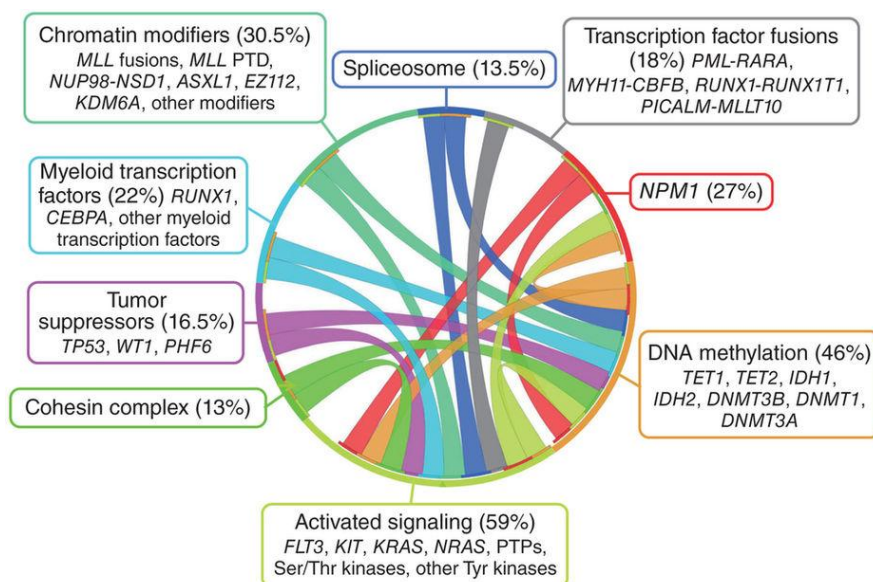 Chromatin modifiers (30.5%)
MLL fusions, MLL PTD,
NUP98-NSD1, ASXL1, EZ112,
KDM6A, other modifiers
Spliceosome (13.5%)
Transcription factor fusions
(18%) PML-RARA,
MYH11-CBFB, RUNX1-RUNX1T1,
PICALM-MLLT10
Myeloid transcription
factors (22%) RUNX1,
CEBPA, other myeloid
transcription factors
NPM1 (27%)
Tumor
suppressors (16.5%)
TP53, WT1, PHF6
DNA methylation (46%)
TET1, TET2, IDH1,
IDH2, DNMT3B, DNMT1,
DNMT3A
Cohesin complex (13%)
Activated signaling (59%)
FLT3, KIT, KRAS, NRAS, PTPs,
Ser/Thr kinases, other Tyr kinases